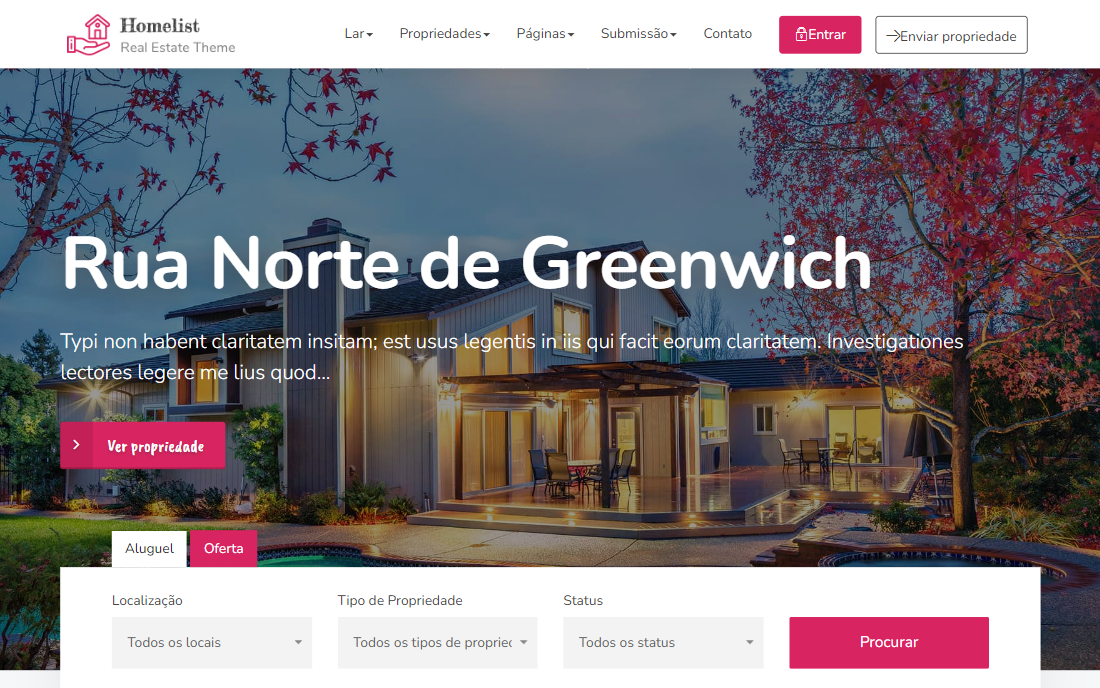 Homelist
Real Estate Theme
Lar
Propriedades
Páginas
Submissão
Contato
Entrar
Enviar propriedade
Rua Norte de Greenwich
Typi non habent claritatem insitam; est usus legentis in iis qui facit eorum claritatem. Investigationes
lectores legere me lius quod...
Ver propriedade
Aluguel
Oferta
Localização
Tipo de Propriedade
Status
Todos os locais
Todos os tipos de propried
Todos os status
Procurar